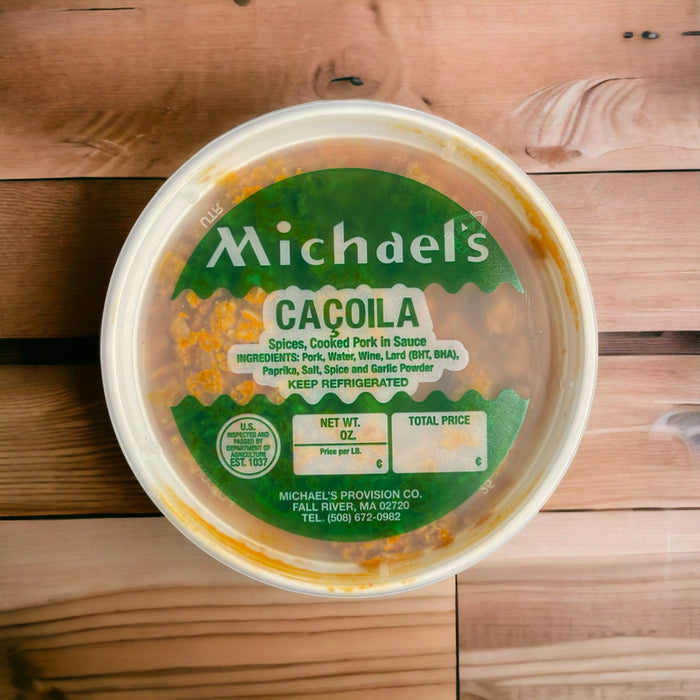 Michael's
CAÇOILA
Spices, Cooked Pork in Sauce
INGREDIENTS: Pork, Water, Wine, Lard (BHT, BHA),
Paprika, Salt, Spice and Garlic Powder
KEEP REFRIGERATED
U.S.
INSPECTED AND
PASSED BY
DEPARTMENT OF
AGRICULTURE
EST. 1037
NET WT.
OZ.
Price per LB.
¢
TOTAL PRICE
¢
MICHAEL'S PROVISION CO.
FALL RIVER, MA 02720
TEL. (508) 672-0982